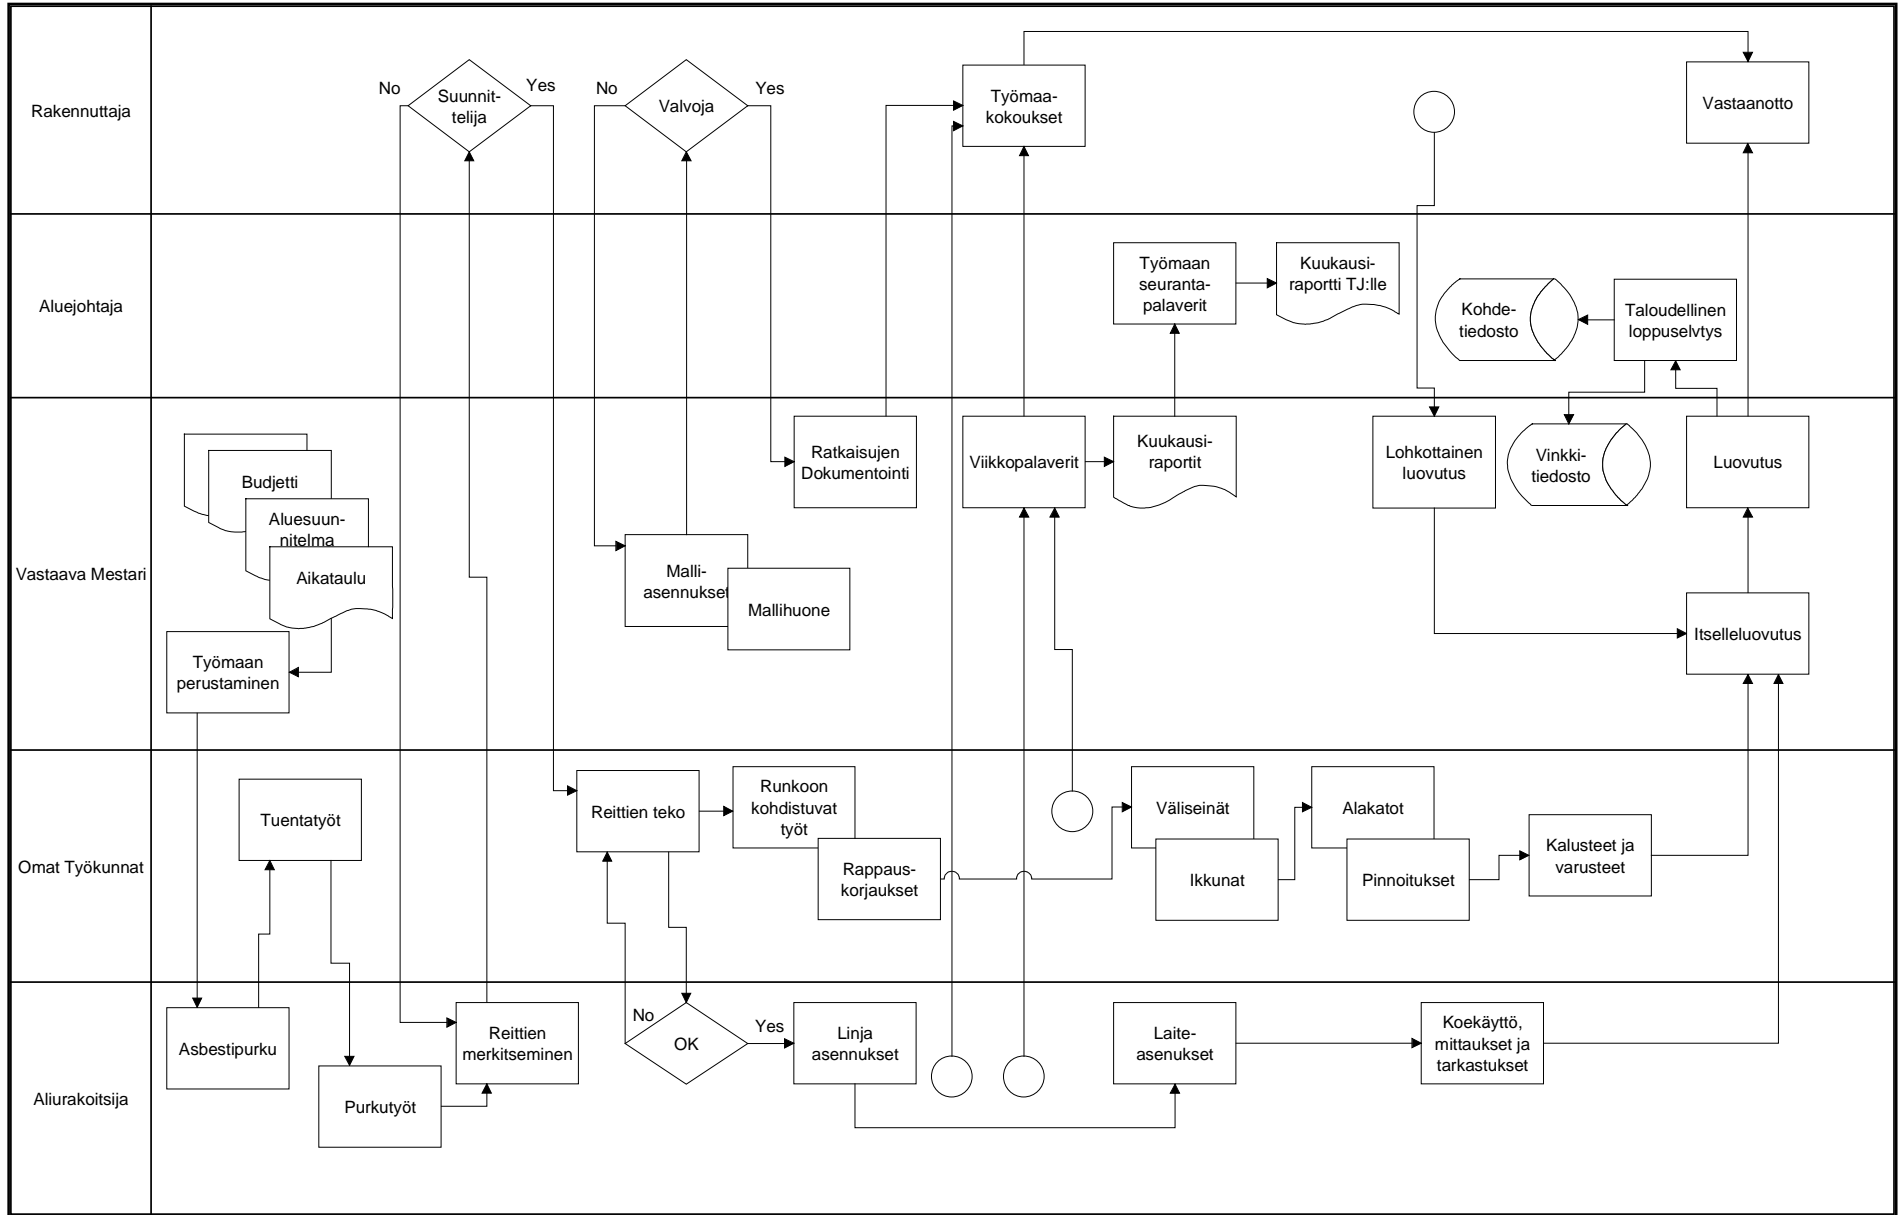 Rakennuttaja
No
Suunnit-
telija
Yes
No
Valvoja
Yes
Työmaa-
kokoukset
Vastaanotto
Aluejohtaja
Työmaan
seuranta-
palaverit
Kuukausi-
raportti TJ:lle
Kohde-
tiedosto
Taloudellinen
loppuselvtys
Vastaava Mestari
Budjetti
Aluesuun-
nitelma
Aikataulu
Työmaan
perustaminen
Malli-
asennukset
Mallihuone
Ratkaisujen
Dokumentointi
Viikkopalaverit
Kuukausi-
raportit
Lohkottainen
luovutus
Vinkki-
tiedosto
Luovutus
Itselleluovutus
Omat Työkunnat
Tuentatyöt
Reittien teko
Runkoon
kohdistuvat
työt
Rappaus-
korjaukset
Väliseinät
Ikkunat
Alakatot
Pinnoitukset
Kalusteet ja
varusteet
Aliurakoitsija
Asbestipurku
Purkutyöt
Reittien
merkitseminen
No
OK
Yes
Linja
asennukset
Laite-
asenukset
Koekäyttö,
mittaukset ja
tarkastukset